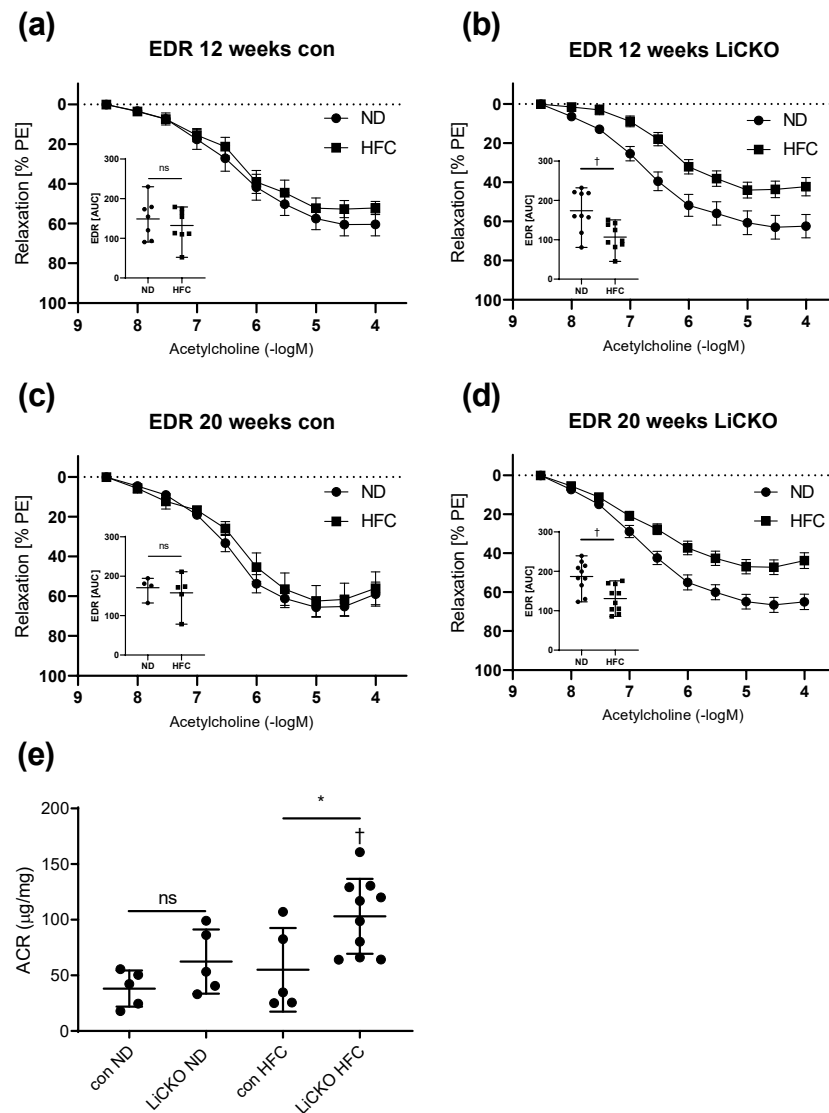 (a)
EDR 12 weeks con
0
20
40
60
80
100
Relaxation [% PE]
ND
HFC
300
200
100
0
EDR [AUC]
ns
ND HFC
9 8 7 6 5 4
Acetylcholine (-logM)
(b)
EDR 12 weeks LiCKO
0
20
40
60
80
100
Relaxation [% PE]
ND
HFC
300
200
100
0
EDR [AUC]
†
ND HFC
9 8 7 6 5 4
Acetylcholine (-logM)
(c)
EDR 20 weeks con
0
20
40
60
80
100
Relaxation [% PE]
ND
HFC
300
200
100
0
EDR [AUC]
ns
ND HFC
9 8 7 6 5 4
Acetylcholine (-logM)
(d)
EDR 20 weeks LiCKO
0
20
40
60
80
100
Relaxation [% PE]
ND
HFC
300
200
100
0
EDR [AUC]
†
ND HFC
9 8 7 6 5 4
Acetylcholine (-logM)
(e)
200
150
100
50
0
ACR (µg/mg)
ns
*
†
con ND
LiCKO ND
con HFC
LiCKO HFC